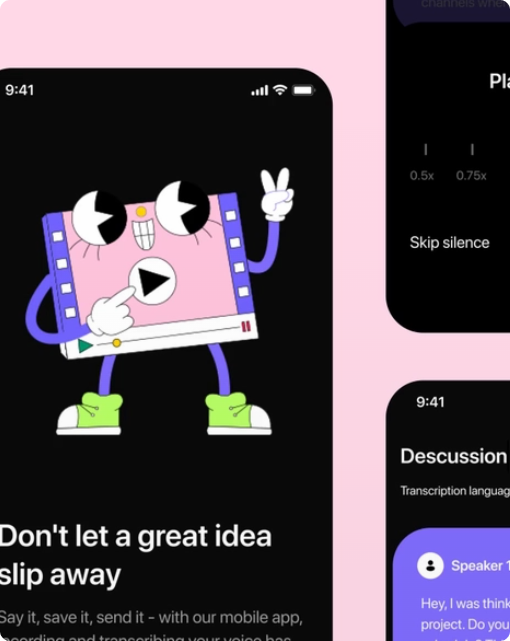 channels whe
9:41
Pla
0.5x 0.75x
Skip silence
9:41
Don't let a great idea
slip away
Say it, save it, send it - with our mobile app,
recording and transcribing your voice has
Descussion
Transcription languag
Speaker 1
Hey, I was think
project. Do you